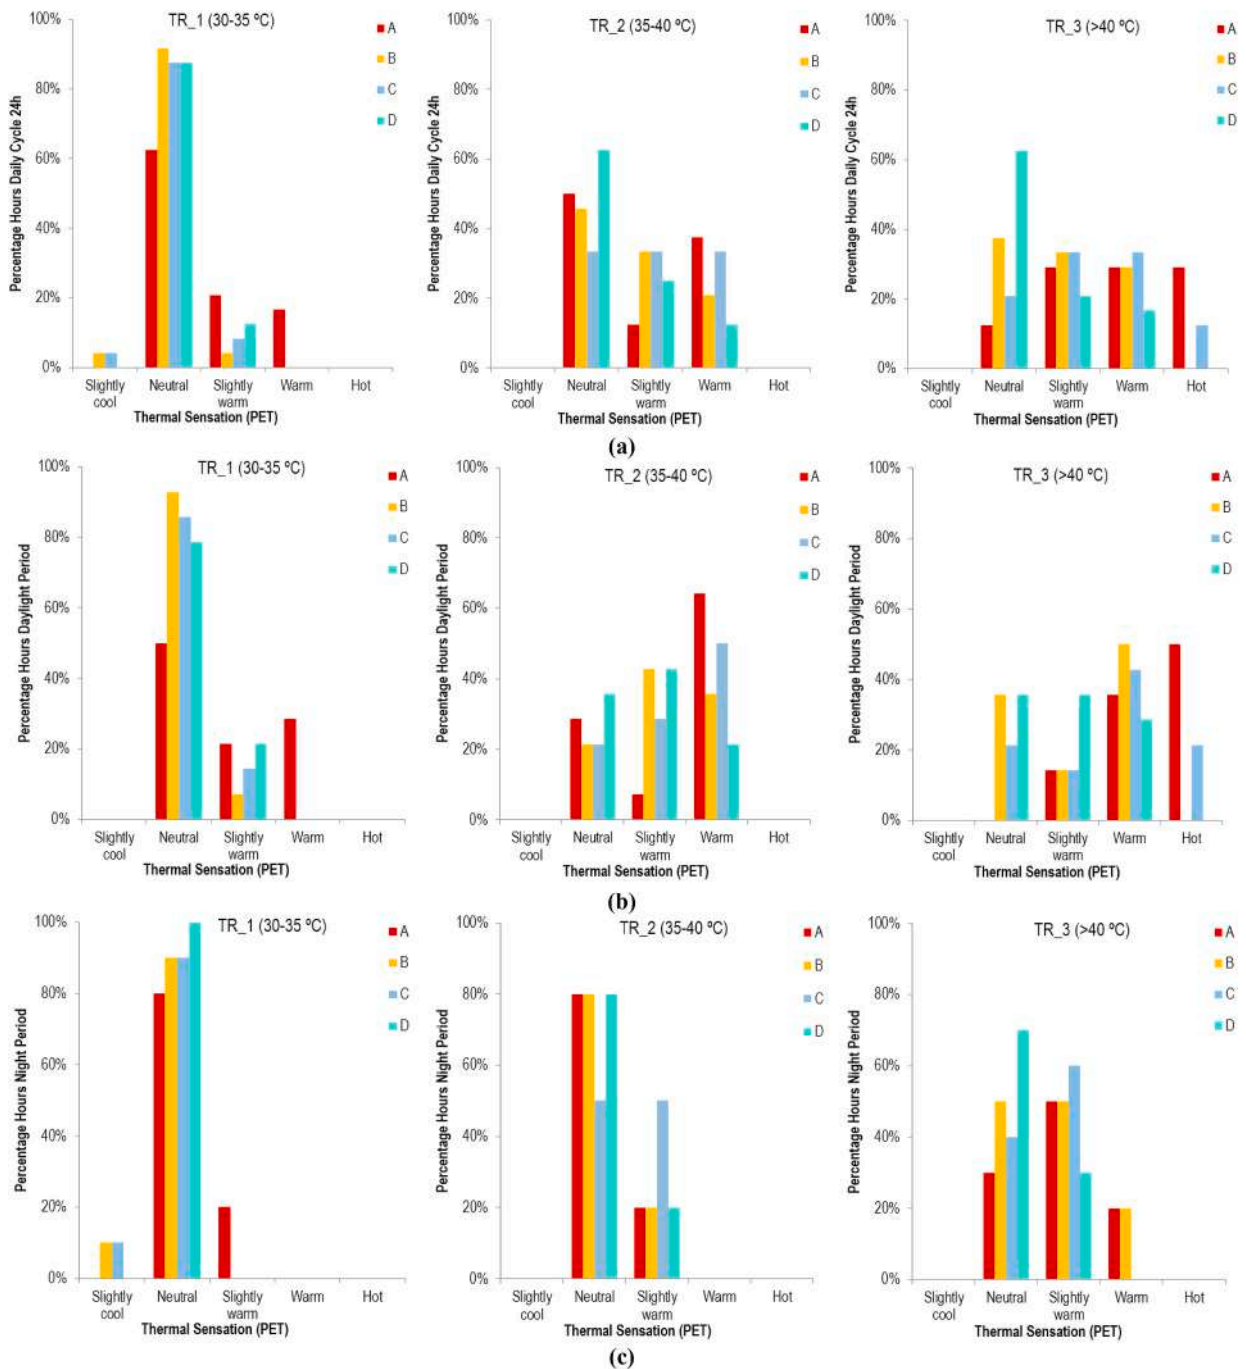 TR_1 (30-35 ºC)
100%
80%
60%
40%
20%
0%
Percentage Hours Daily Cycle 24h
A
B
C
D
Slightly cool
Neutral
Slightly warm
Warm
Hot
Thermal Sensation (PET)
TR_2 (35-40 ºC)
100%
80%
60%
40%
20%
0%
Percentage Hours Daily Cycle 24h
A
B
C
D
Slightly cool
Neutral
Slightly warm
Warm
Hot
Thermal Sensation (PET)
TR_3 (>40 ºC)
100%
80%
60%
40%
20%
0%
Percentage Hours Daily Cycle 24h
A
B
C
D
Slightly cool
Neutral
Slightly warm
Warm
Hot
Thermal Sensation (PET)
(a)
TR_1 (30-35 ºC)
100%
80%
60%
40%
20%
0%
Percentage Hours Daylight Period
A
B
C
D
Slightly cool
Neutral
Slightly warm
Warm
Hot
Thermal Sensation (PET)
TR_2 (35-40 ºC)
100%
80%
60%
40%
20%
0%
Percentage Hours Daylight Period
A
B
C
D
Slightly cool
Neutral
Slightly warm
Warm
Hot
Thermal Sensation (PET)
TR_3 (>40 ºC)
100%
80%
60%
40%
20%
0%
Percentage Hours Daylight Period
A
B
C
D
Slightly cool
Neutral
Slightly warm
Warm
Hot
Thermal Sensation (PET)
(b)
TR_1 (30-35 ºC)
100%
80%
60%
40%
20%
0%
Percentage Hours Night Period
A
B
C
D
Slightly cool
Neutral
Slightly warm
Warm
Hot
Thermal Sensation (PET)
TR_2 (35-40 ºC)
100%
80%
60%
40%
20%
0%
Percentage Hours Night Period
A
B
C
D
Slightly cool
Neutral
Slightly warm
Warm
Hot
Thermal Sensation (PET)
TR_3 (>40 ºC)
100%
80%
60%
40%
20%
0%
Percentage Hours Night Period
A
B
C
D
Slightly cool
Neutral
Slightly warm
Warm
Hot
Thermal Sensation (PET)
(c)